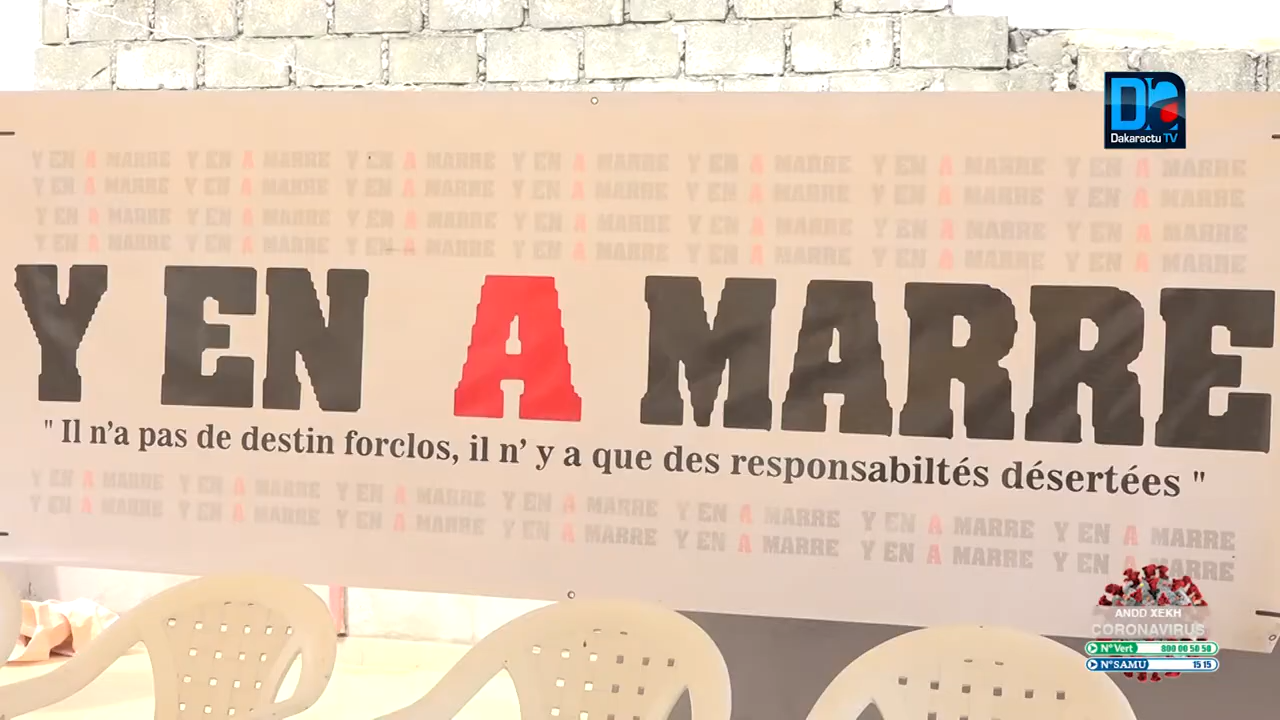 Dakaractu TV
Y EN A MARRE Y EN A MARRE Y EN A MARRE Y EN A MARRE Y EN A MARRE Y EN A MARRE Y EN A MARRE
Y EN A MARRE Y EN A MARRE Y EN A MARRE Y EN A MARRE Y EN A MARRE Y EN A MARRE Y EN A MARRE
Y EN A MARRE Y EN A MARRE Y EN A MARRE Y EN A MARRE Y EN A MARRE Y EN A MARRE Y EN A MARRE
Y EN A MARRE Y EN A MARRE Y EN A MARRE Y EN A MARRE Y EN A MARRE Y EN A MARRE Y EN A MARRE
Y EN A MARRE
" Il n'a pas de destin forclos, il n' y a que des responsabiltés désertées "
Y EN A MARRE Y EN A MARRE Y EN A MARRE Y EN A MARRE Y EN A MARRE Y EN A MARRE Y EN A MARRE
Y EN A MARRE Y EN A MARRE Y EN A MARRE Y EN A MARRE Y EN A MARRE Y EN A MARRE Y EN A MARRE
ANDD XEKH
CORONAVIRUS
N°Vert 800 00 50 50
N°SAMU 15 15